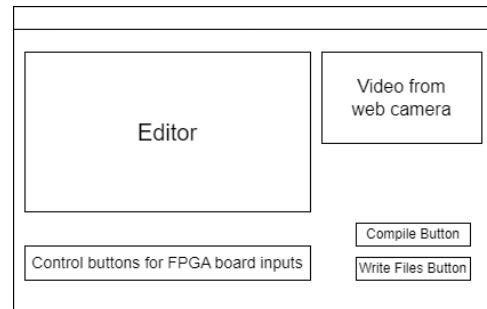 Editor
Video from
web camera
Compile Button
Control buttons for FPGA board inputs
Write Files Button